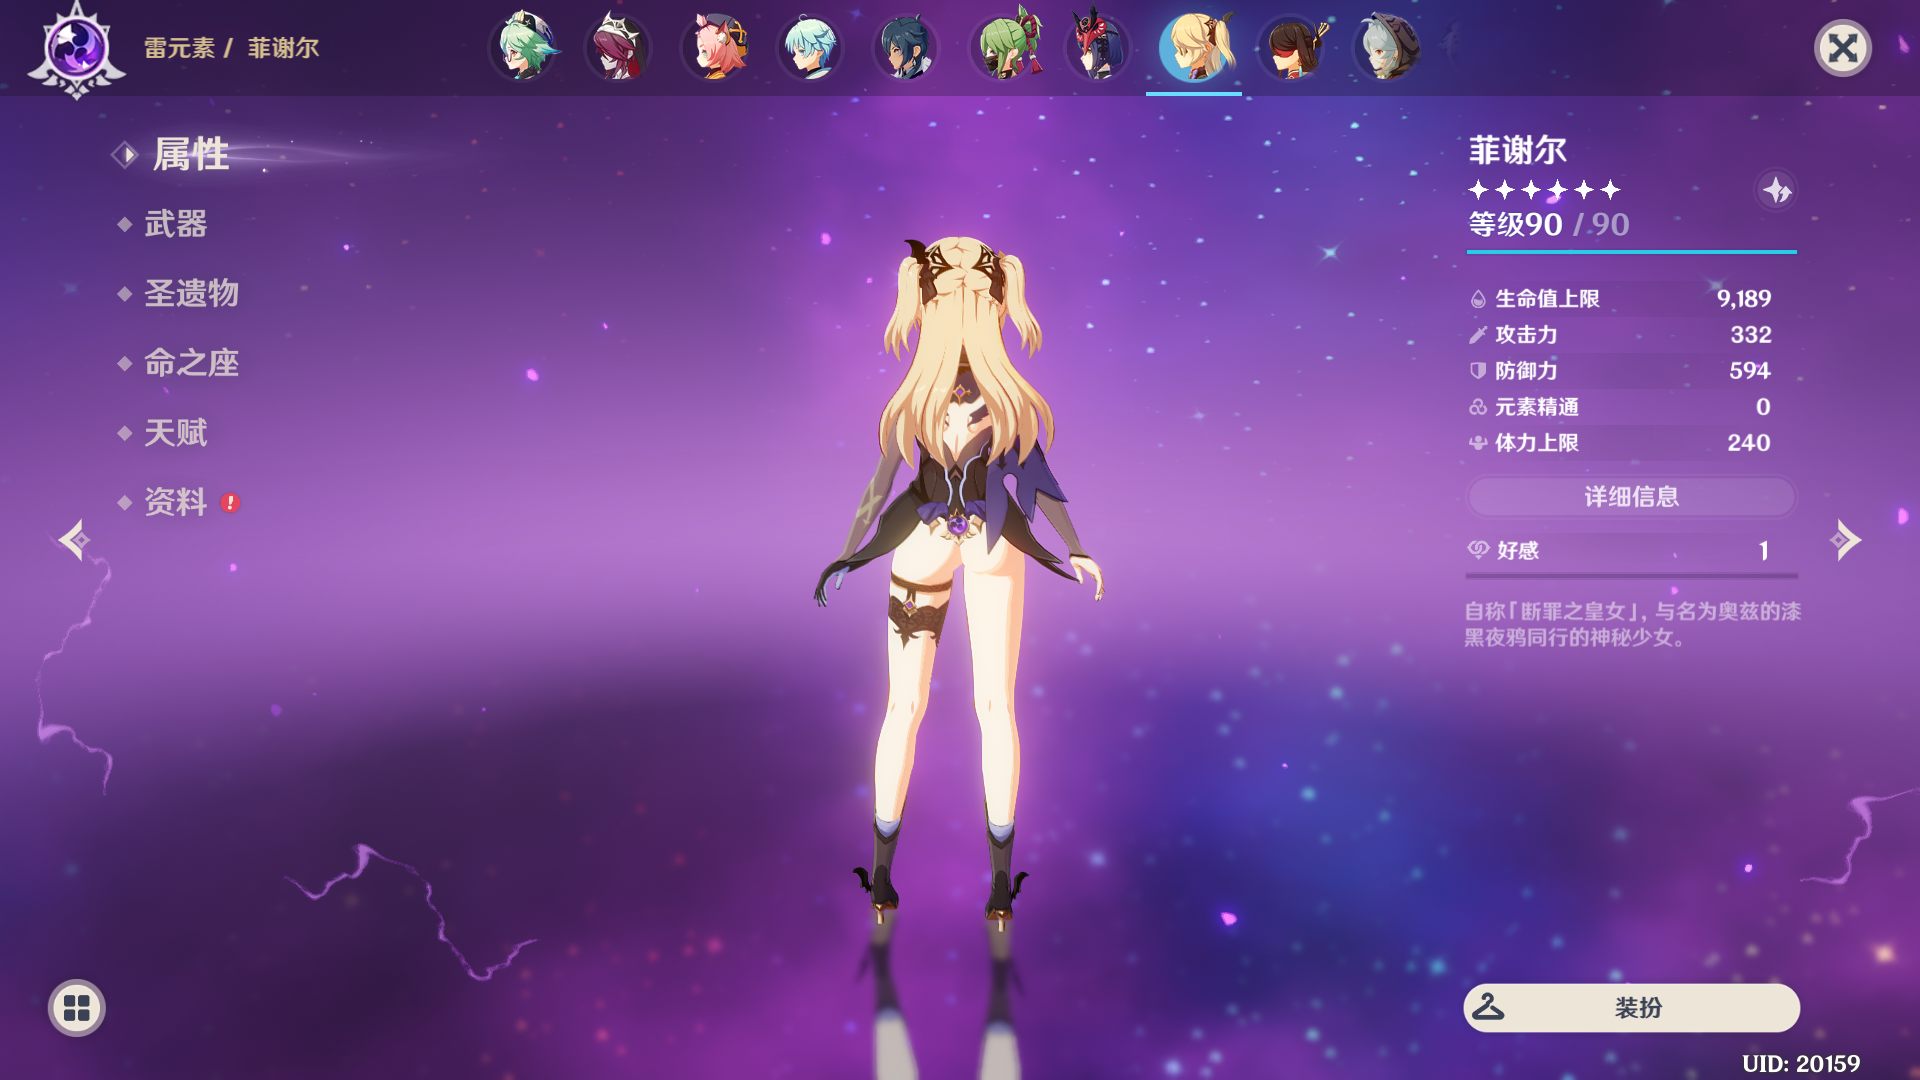 雷元素 / 菲谢尔
属性
武器
圣遗物
命之座
天赋
资料
菲谢尔
等级90 / 90
生命值上限 9,189
攻击力 332
防御力 594
元素精通 0
体力上限 240
详细信息
好感 1
自称「断罪之皇女」，与名为奥兹的漆
黑夜鸦同行的神秘少女。
装扮
UID: 20159